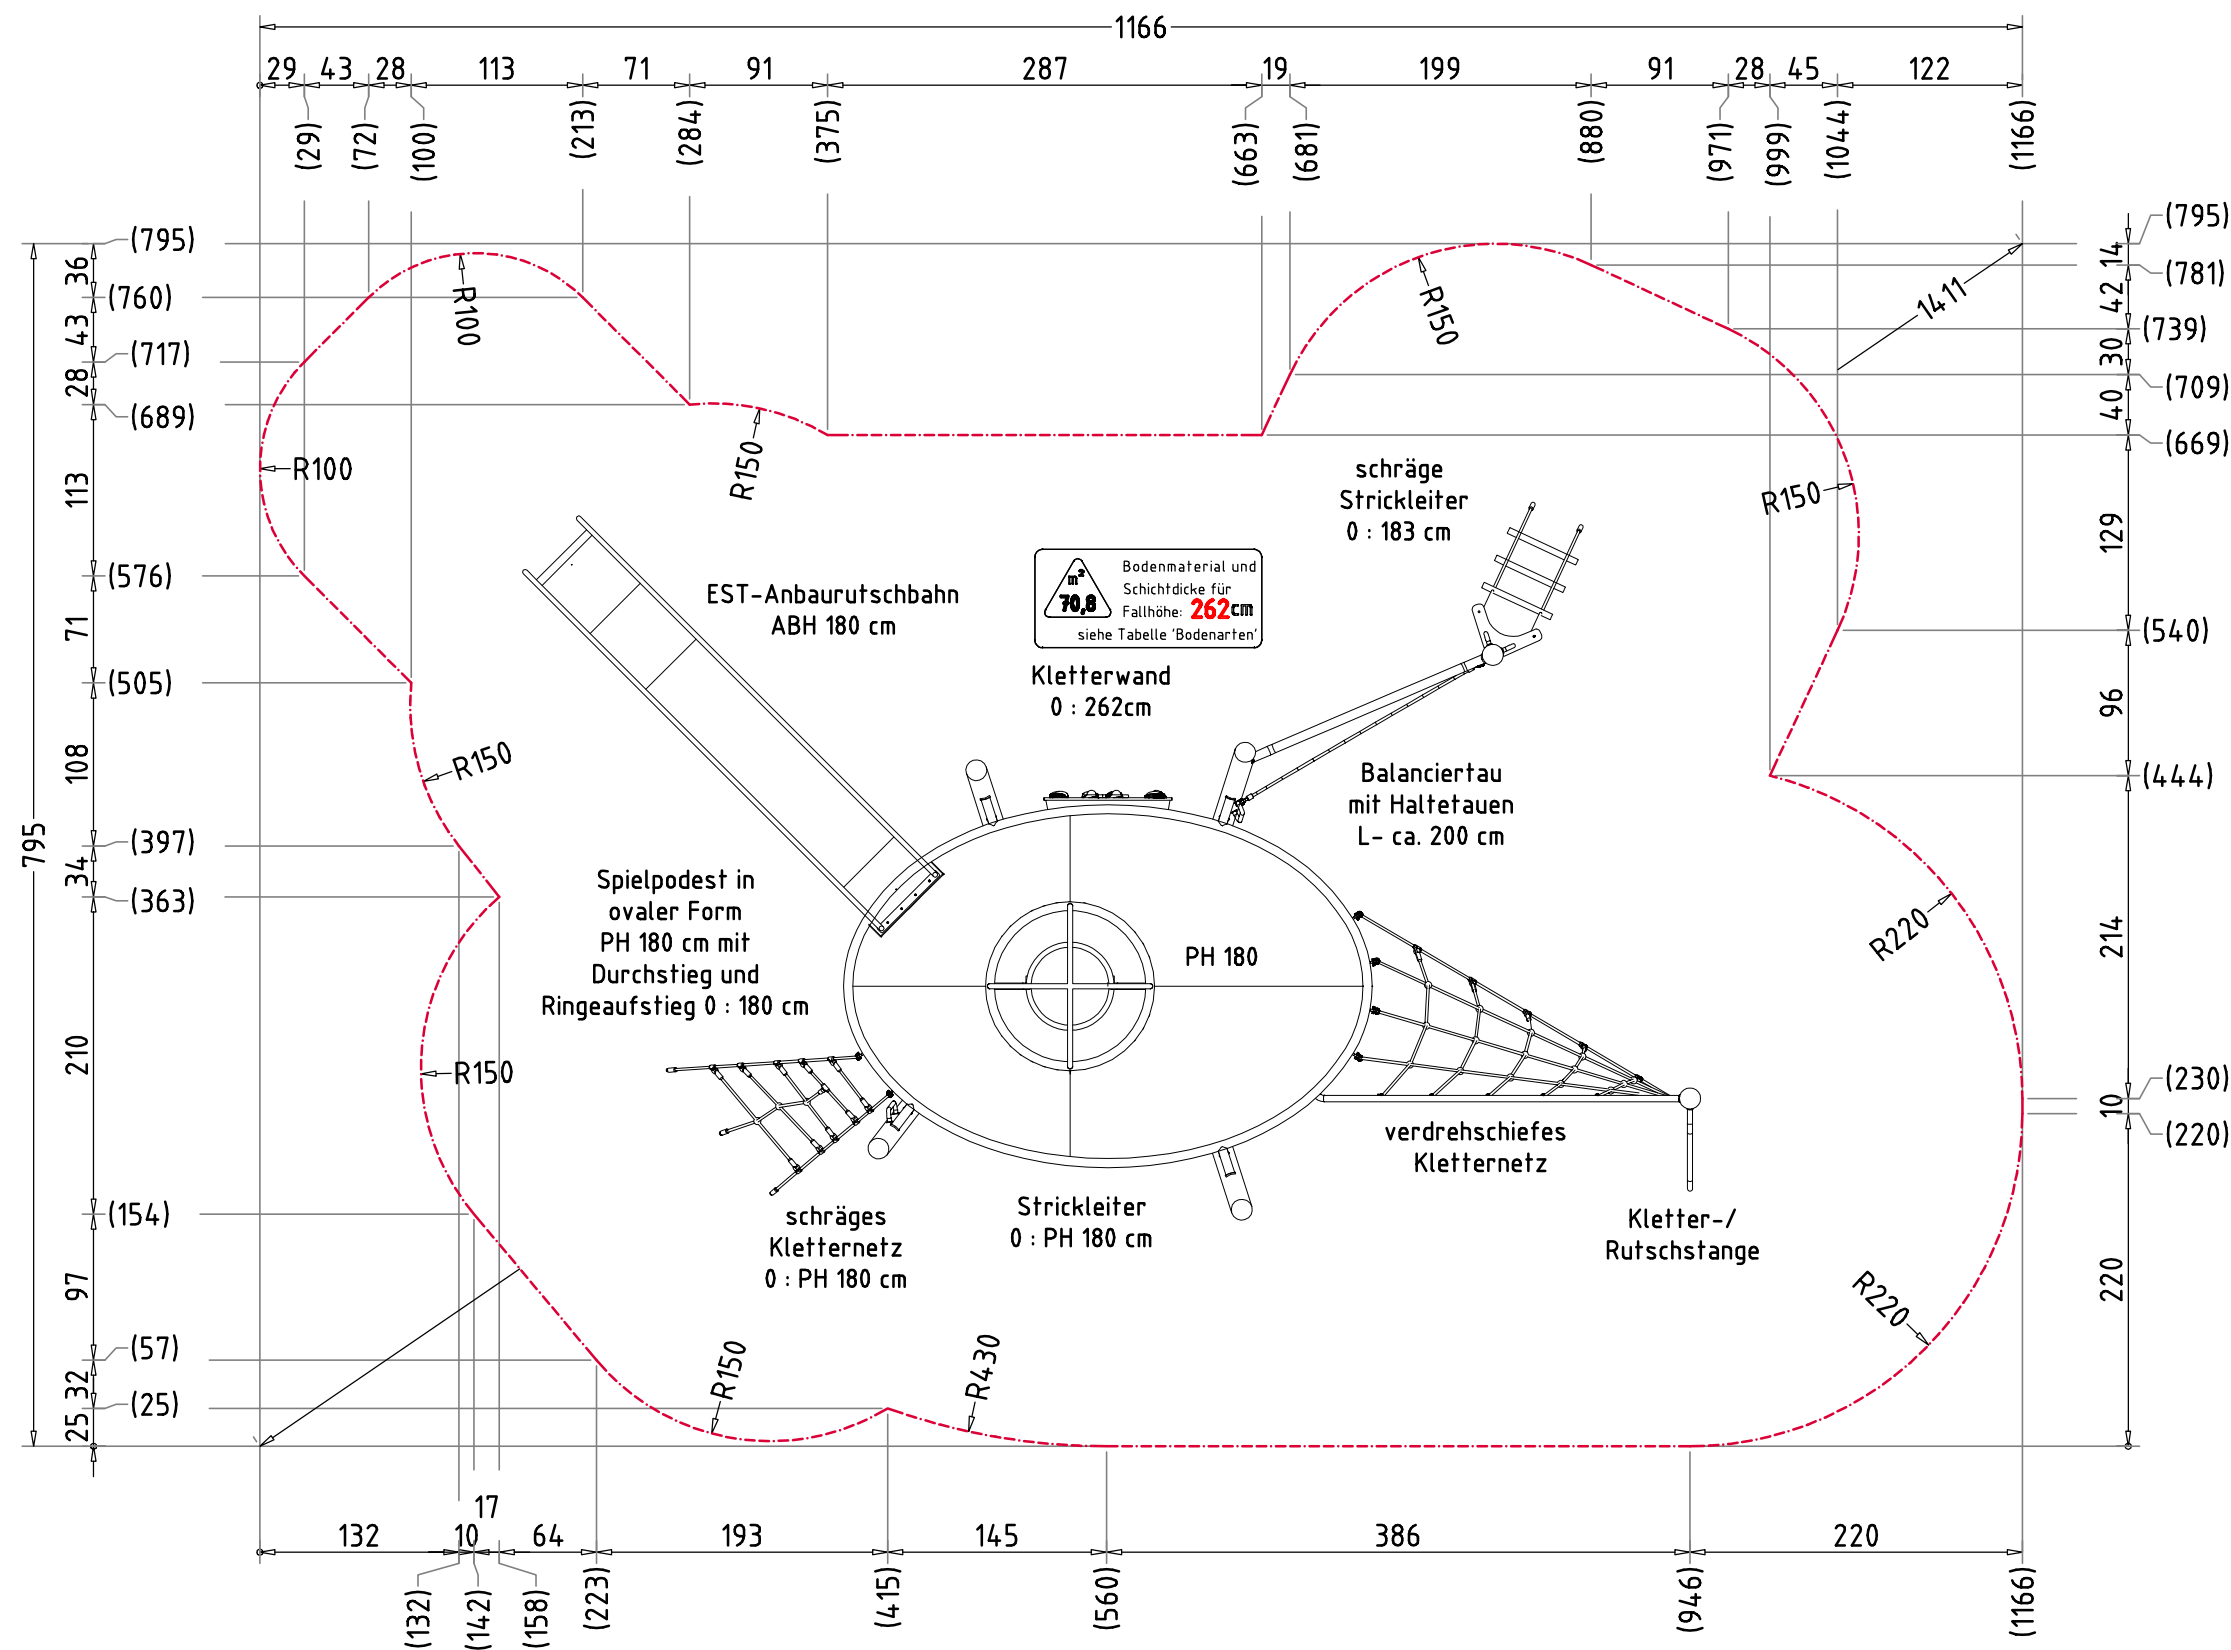 1166
29 43 28 113 71 91 287 19 199 91 28 45 122
(29) (72) (100) (213) (284) (375) (663) (681) (880) (971) (999) (1044) (1166)
795
36 43 28 113 71 108 34 210 97 32 25
(795)
(760)
(717)
(689)
(576)
(505)
(397)
(363)
(154)
(57)
(25)
14 42 30 40 129 96 214 10 220
(795)
(781)
(739)
(709)
(669)
(540)
(444)
(230)
(220)
1411
R100
R100
R150
R150
R150
R150
R150
R150
R430
R220
R220
schräge
Strickleiter
0 : 183 cm
EST-Anbaurutschbahn
ABH 180 cm
m²
70,8
Bodenmaterial und
Schichtdicke für
Fallhöhe: 262cm
siehe Tabelle 'Bodenarten'
Kletterwand
0 : 262cm
Balanciertau
mit Haltetauen
L- ca. 200 cm
Spielpodest in
ovaler Form
PH 180 cm mit
Durchstieg und
Ringeaufstieg 0 : 180 cm
PH 180
verdrehschiefes
Kletternetz
schräges
Kletternetz
0 : PH 180 cm
Strickleiter
0 : PH 180 cm
Kletter-/
Rutschstange
17
132 10 64 193 145 386 220
(132) (142) (158) (223) (415) (560) (946) (1166)